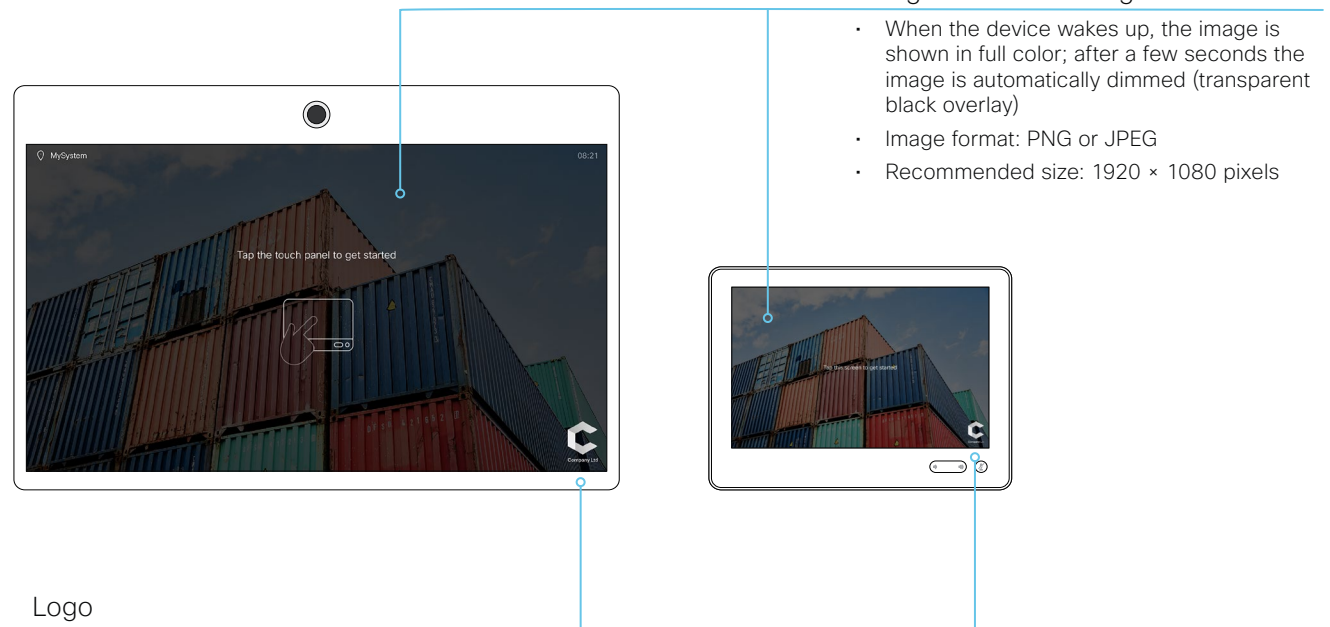 When the device wakes up, the image is
shown in full color; after a few seconds the
image is automatically dimmed (transparent
black overlay)
Image format: PNG or JPEG
Recommended size: 1920 × 1080 pixels
MySystem
08:21
Tap the touch panel to get started
Company Ltd
Tap the screen to get started!
Logo